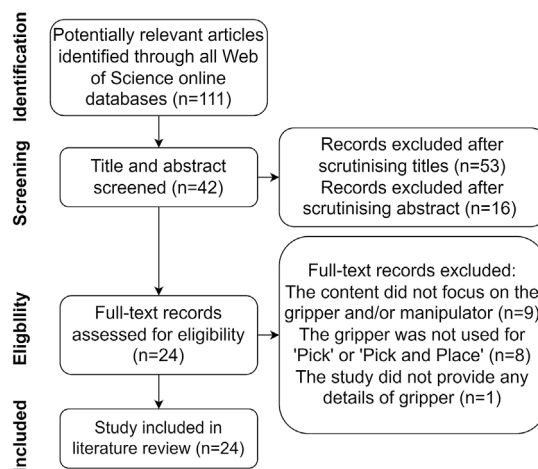 Identification
Potentially relevant articles
identified through all Web
of Science online
databases (n=111)
Screening
Title and abstract
screened (n=42)
Records excluded after
scrutinising titles (n=53)
Records excluded after
scrutinising abstract (n=16)
Eligbility
Full-text records
assessed for eligibility
(n=24)
Full-text records excluded:
The content did not focus on the
gripper and/or manipulator (n=9)
The gripper was not used for
'Pick' or 'Pick and Place' (n=8)
The study did not provide any
details of gripper (n=1)
Included
Study included in
literature review (n=24)